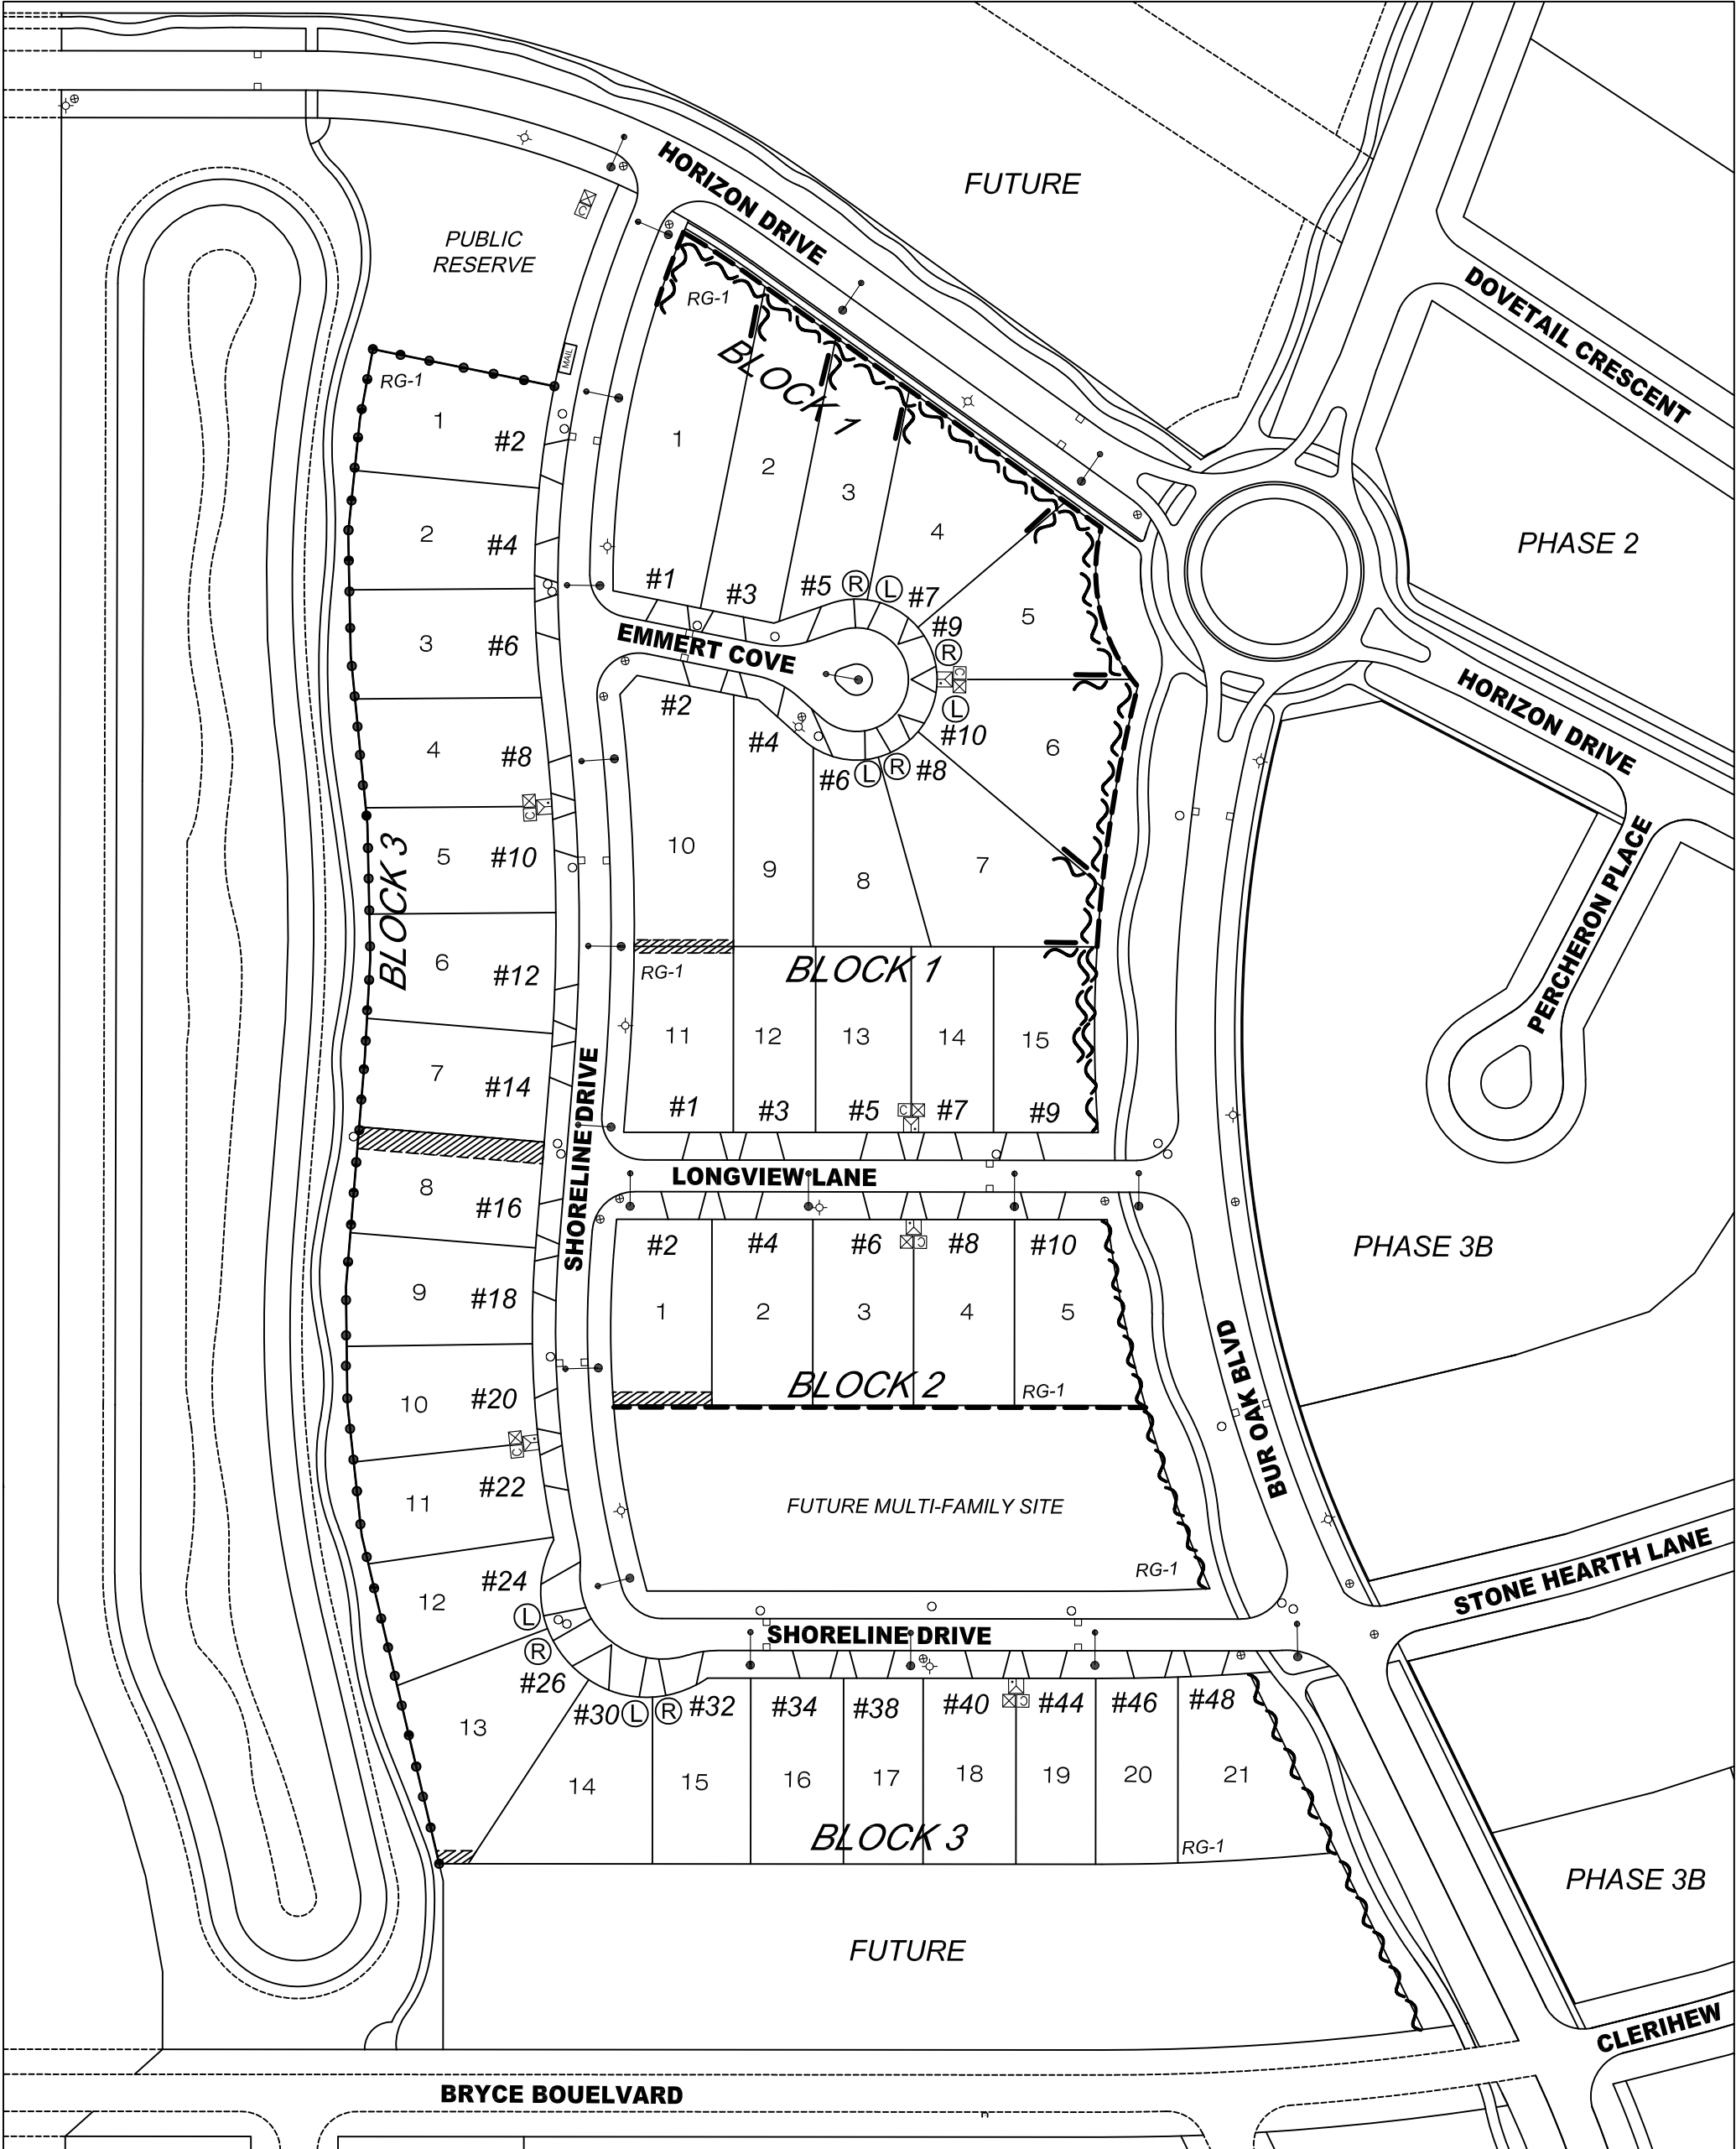 HORIZON DRIVE
FUTURE
PUBLIC
RESERVE
DOVETAIL CRESCENT
RG-1
BLOCK 1
MAIL
RG-1
1
#2
1
2
3
4
2
#4
PHASE 2
#1
#3
#5
R
L
#7
5
3
#6
EMMERT COVE
#9
R
C
#2
L
#10
HORIZON DRIVE
4
#8
#4
6
#6
L
R
#8
C
BLOCK 3
5
#10
10
9
8
7
PERCHERON PLACE
6
#12
RG-1
BLOCK 1
11
12
13
14
15
7
#14
#1
#3
#5
C
#7
#9
SHORELINE DRIVE
LONGVIEW LANE
8
#16
#2
#4
#6
C
#8
#10
PHASE 3B
9
#18
1
2
3
4
5
BUR OAK BLVD
10
#20
BLOCK 2
RG-1
C
11
#22
FUTURE MULTI-FAMILY SITE
RG-1
STONE HEARTH LANE
12
#24
L
SHORELINE DRIVE
R
#26
#30
L
R
#32
#34
#38
#40
C
#44
#46
#48
13
14
15
16
17
18
19
20
21
BLOCK 3
RG-1
PHASE 3B
FUTURE
CLERIHEW
BRYCE BOUELVARD